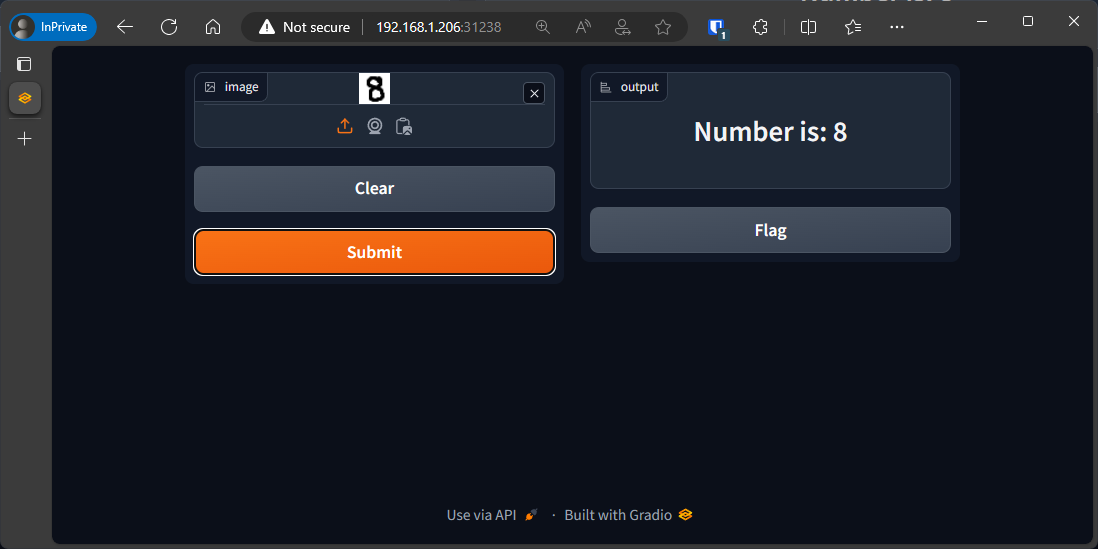 InPrivate
Not secure
192.168.1.206:31238
A
1
image
8
Clear
Submit
output
Number is: 8
Flag
Use via API · Built with Gradio